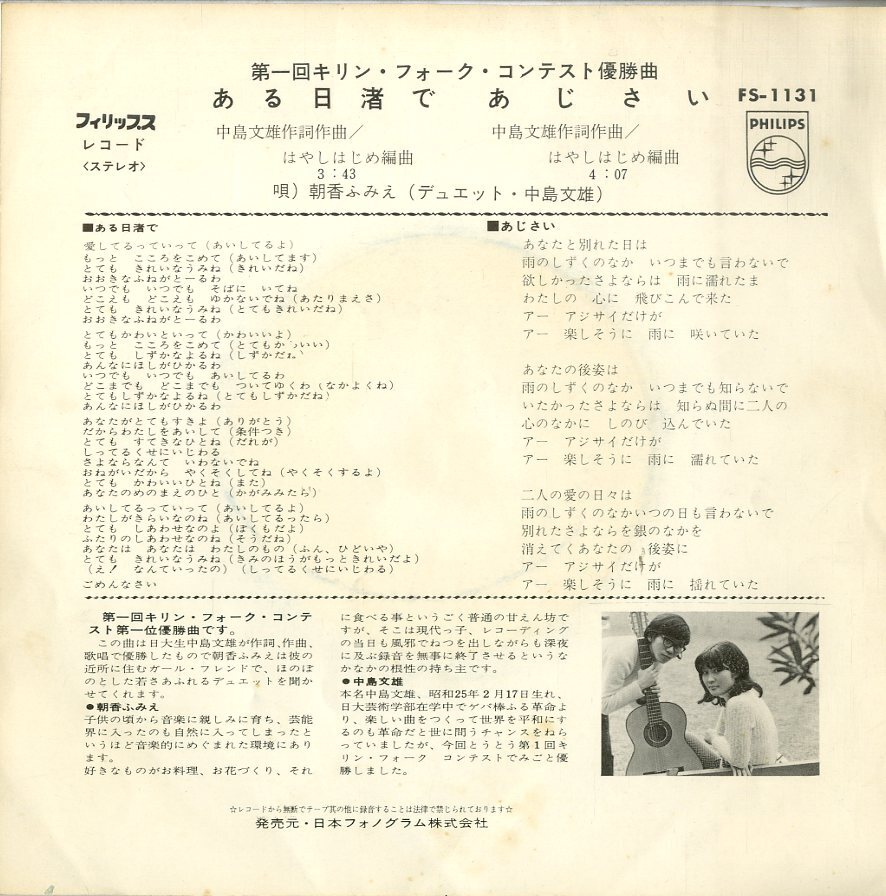 第一回キリン・フォーク・コンテスト優勝曲
ある日渚で あじさい FS-1131
フィリップス
レコード
〈ステレオ〉
中島文雄作詞作曲／ 中島文雄作詞作曲／
はやしはじめ編曲 はやしはじめ編曲
3：43 4：07
唄）朝香ふみえ（デュエット・中島文雄）
PHILIPS
■ある日渚で
愛してるっていって（あいしてるよ）
もっと こころをこめて（あいしてます）
とても きれいなうみね（きれいだね）
おおきなふねがとーるわ
いつでも いつでも そばに いてね
どこえも どこえも ゆかないでね（あたりまえさ）
とても きれいなうみね（とてもきれいだね）
おおきなふねがとーるわ
とてもかわいといって（かわいいよ）
もっと こころをこめて（とてもかっいい）
とても しずかなよるね（しずかだね）
あんなにほしがひかるわ
いつでも いつでも あいしてるわ
どこまでも どこまでも ついてゆくわ（なかよくね）
とてもしずかなよるね（とてもしずかだね）
あんなにほしがひかるわ
あなたがとてもすきよ（ありがとう）
だからわたしをあいして（条件つき）
とても すてきなひとね（だれが）
しってるくせにいじわる
さよならなんて いわないでね
おねがいだから やくそくしてね（やくそくするよ）
とても かわいいひとね（また）
あなたのめのまえのひと（かがみみたら）
あいしてるっていって（あいしてるよ）
わたしがきらいなのね（あいしてるったら）
とても しあわせなのよ（ぼくもだよ）
ふたりのしあわせなのね（そうだね）
あなたは あなたは わたしのもの（ふん、ひどいや）
とても きれいなうみね（きみのほうがもっときれいだよ）
（え！ なんていったの）（しってるくせにいじわる）
ごめんなさい
■あじさい
あなたと別れた日は
雨のしずくのなか いつまでも言わないで
欲しかったさよならは 雨に濡れたま
わたしの 心に 飛びこんで来た
アー アジサイだけが
アー 楽しそうに 雨に 咲いていた
あなたの後姿は
雨のしずくのなか いつまでも知らないで
いたかったさよならは 知らぬ間に二人の
心のなかに しのび 込んでいた
アー アジサイだけが
アー 楽しそうに 雨に 濡れていた
二人の愛の日々は
雨のしずくのなかいつの日も言わないで
別れたさよならを銀のなかを
消えてくあなたの 後姿に
アー アジサイだけが
アー 楽しそうに 雨に 揺れていた
第一回キリン・フォーク・コンテ
スト第一位優勝曲です。
この曲は日大生中島文雄が作詞、作曲、
歌唱で優勝したもので朝香ふみえは彼の
近所に住むガール・フレンドで、ほのぼ
のとした若さあふれるデュエットを聞か
せてくれます。
●朝香ふみえ
子供の頃から音楽に親しみに育ち、芸能
界に入ったのも自然に入ってしまったと
いうほど音楽的にめぐまれた環境にあり
ます。
好きなものがお料理、お花づくり、それ
に食べる事というごく普通の甘えん坊で
すが、そこは現代っ子、レコーディング
の当日も風邪でねつを出しながらも深夜
に及ぶ録音を無事に終了させるというな
かなかの根性の持ち主です。
●中島文雄
本名中島文雄、昭和25年2月17日生れ、
日大芸術学部在学中でゲバ棒ふる革命よ
り、楽しい曲をつくって世界を平和にす
るのも革命だと世に問うチャンスをねら
っていましたが、今回とうとう第1回キ
リン・フォーク コンテストでみごと優
勝しました。
☆レコードから無断でテープ其の他に録音することは法律で禁じられております☆
発売元・日本フォノグラム株式会社